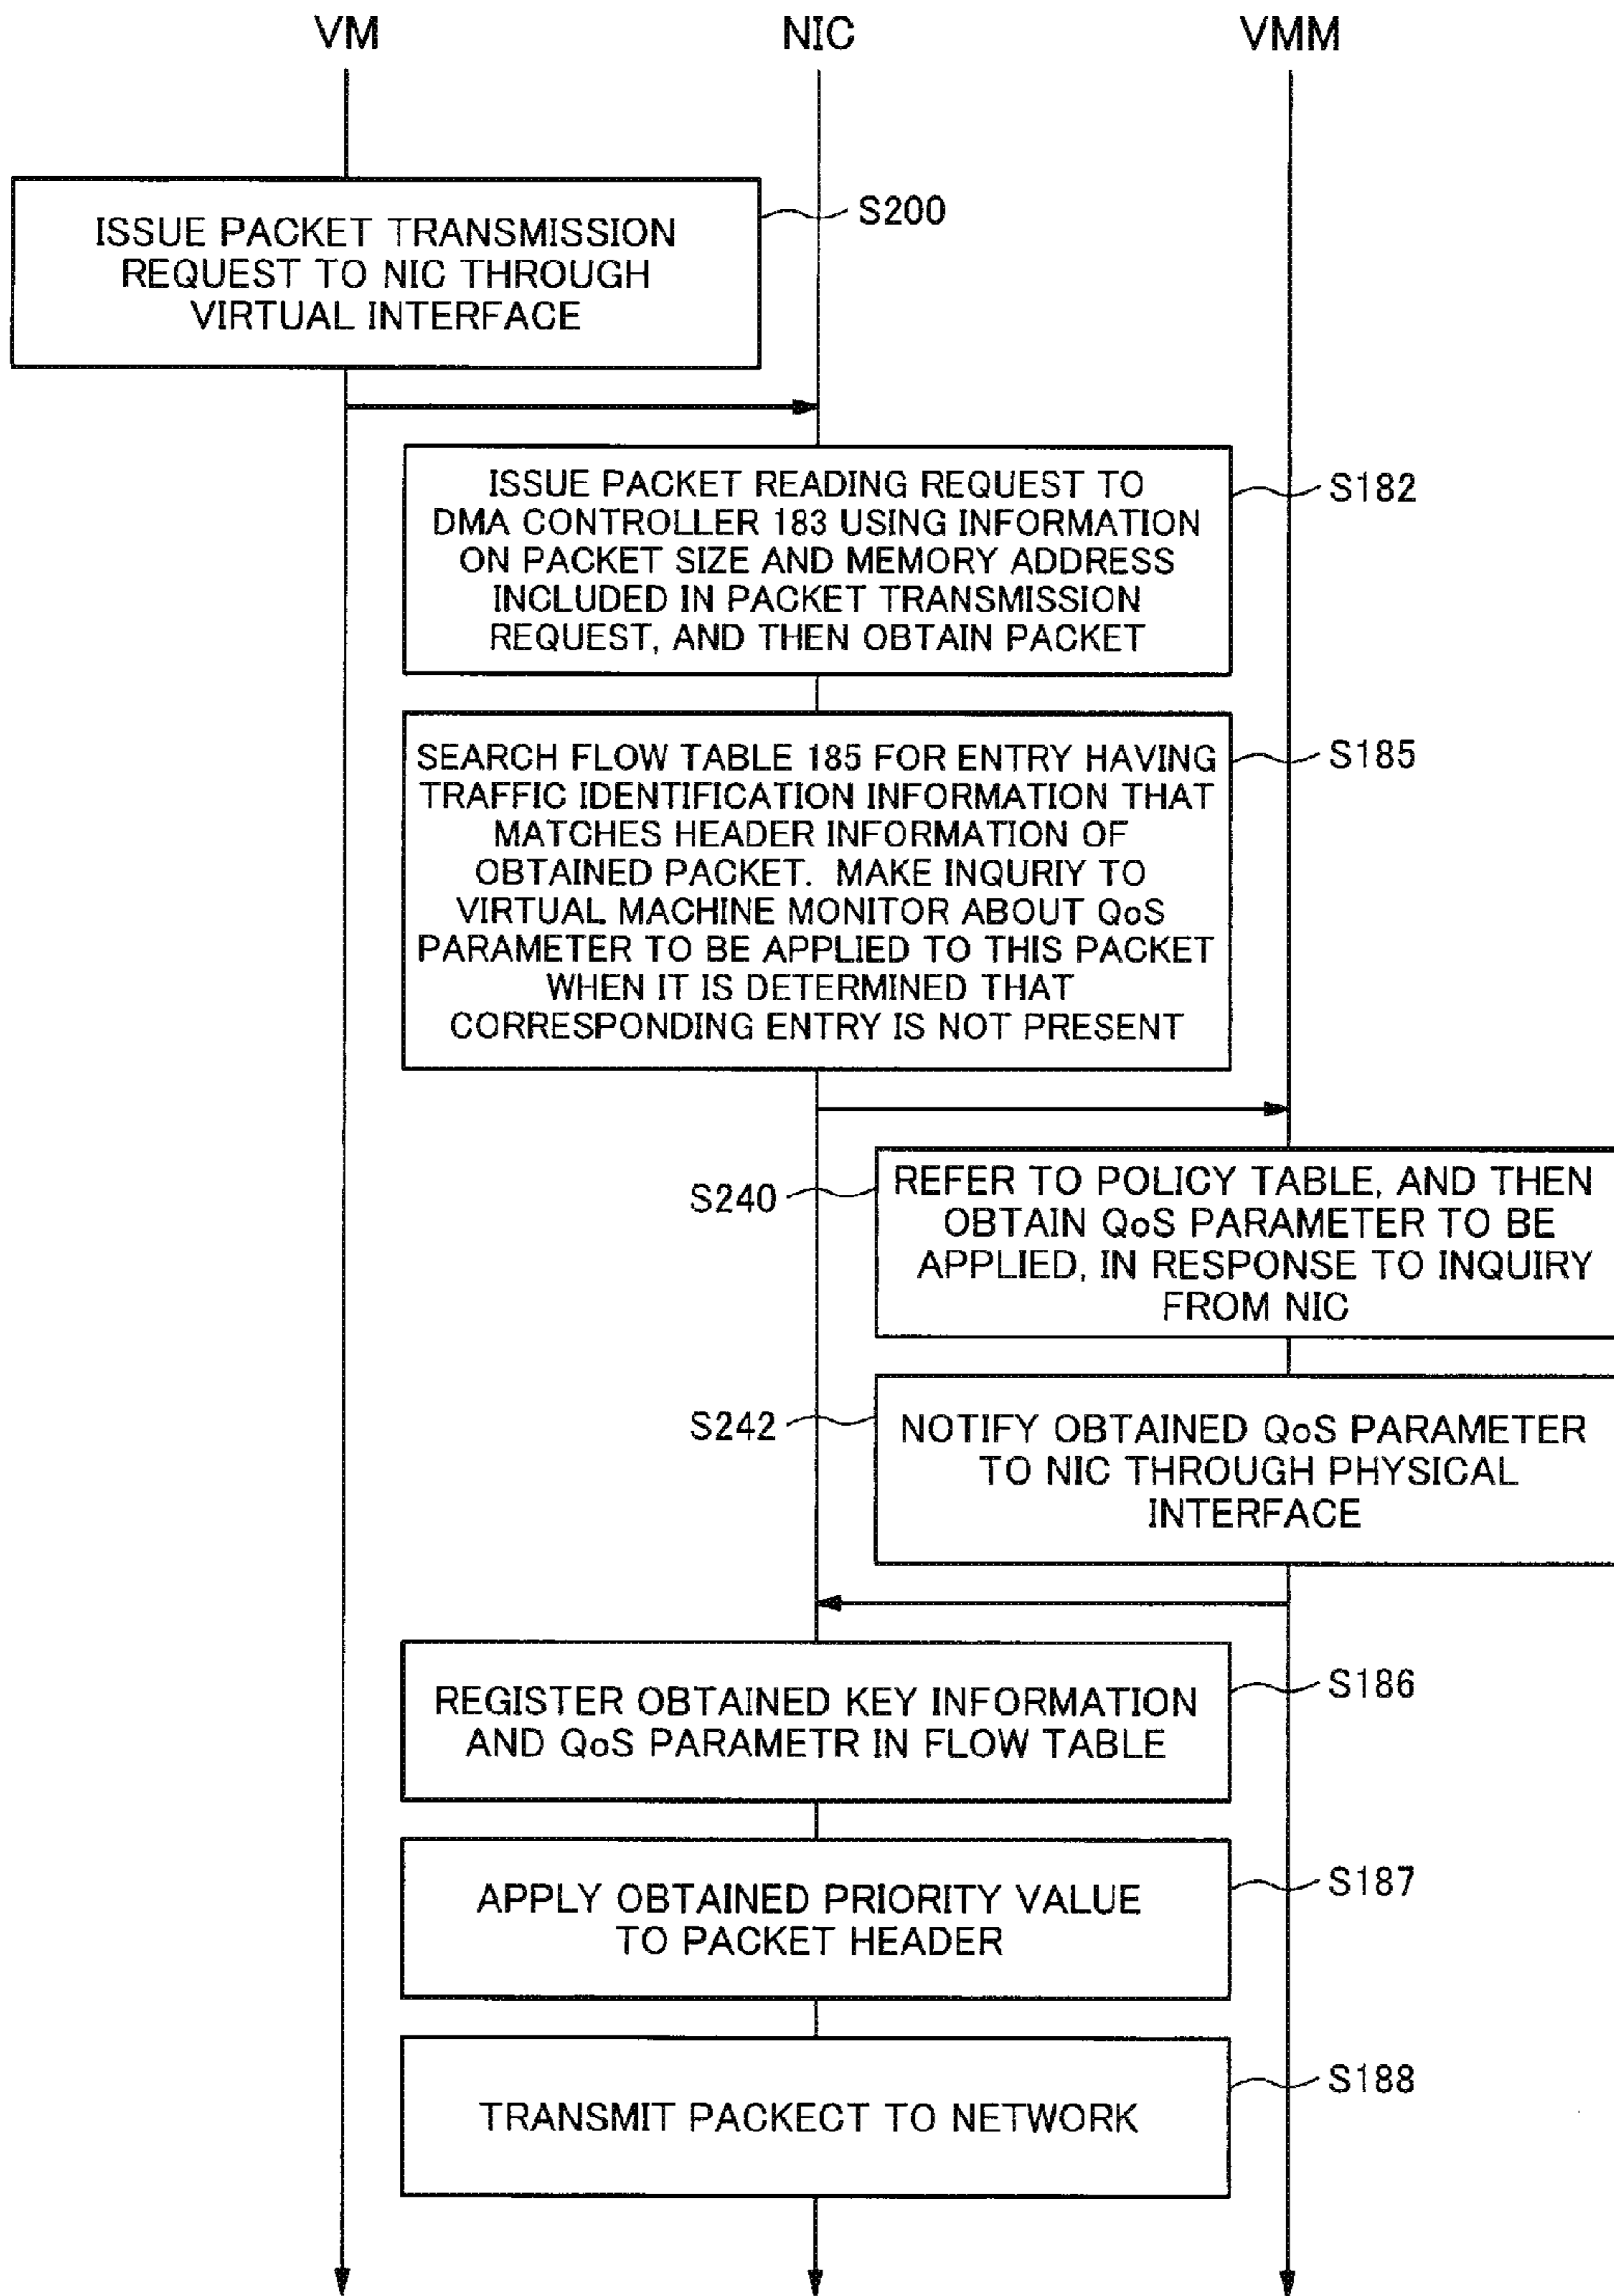 VM
NIC
VMM
ISSUE PACKET TRANSMISSION
REQUEST TO NIC THROUGH
VIRTUAL INTERFACE
S200
ISSUE PACKET READING REQUEST TO
DMA CONTROLLER 183 USING INFORMATION
ON PACKET SIZE AND MEMORY ADDRESS
INCLUDED IN PACKET TRANSMISSION
REQUEST, AND THEN OBTAIN PACKET
S182
SEARCH FLOW TABLE 185 FOR ENTRY HAVING
TRAFFIC IDENTIFICATION INFORMATION THAT
MATCHES HEADER INFORMATION OF
OBTAINED PACKET. MAKE INQURIY TO
VIRTUAL MACHINE MONITOR ABOUT QoS
PARAMETER TO BE APPLIED TO THIS PACKET
WHEN IT IS DETERMINED THAT
CORRESPONDING ENTRY IS NOT PRESENT
S185
S240
REFER TO POLICY TABLE, AND THEN
OBTAIN QoS PARAMETER TO BE
APPLIED, IN RESPONSE TO INQUIRY
FROM NIC
S242
NOTIFY OBTAINED QoS PARAMETER
TO NIC THROUGH PHYSICAL
INTERFACE
REGISTER OBTAINED KEY INFORMATION
AND QoS PARAMETR IN FLOW TABLE
S186
APPLY OBTAINED PRIORITY VALUE
TO PACKET HEADER
S187
TRANSMIT PACKECT TO NETWORK
S188